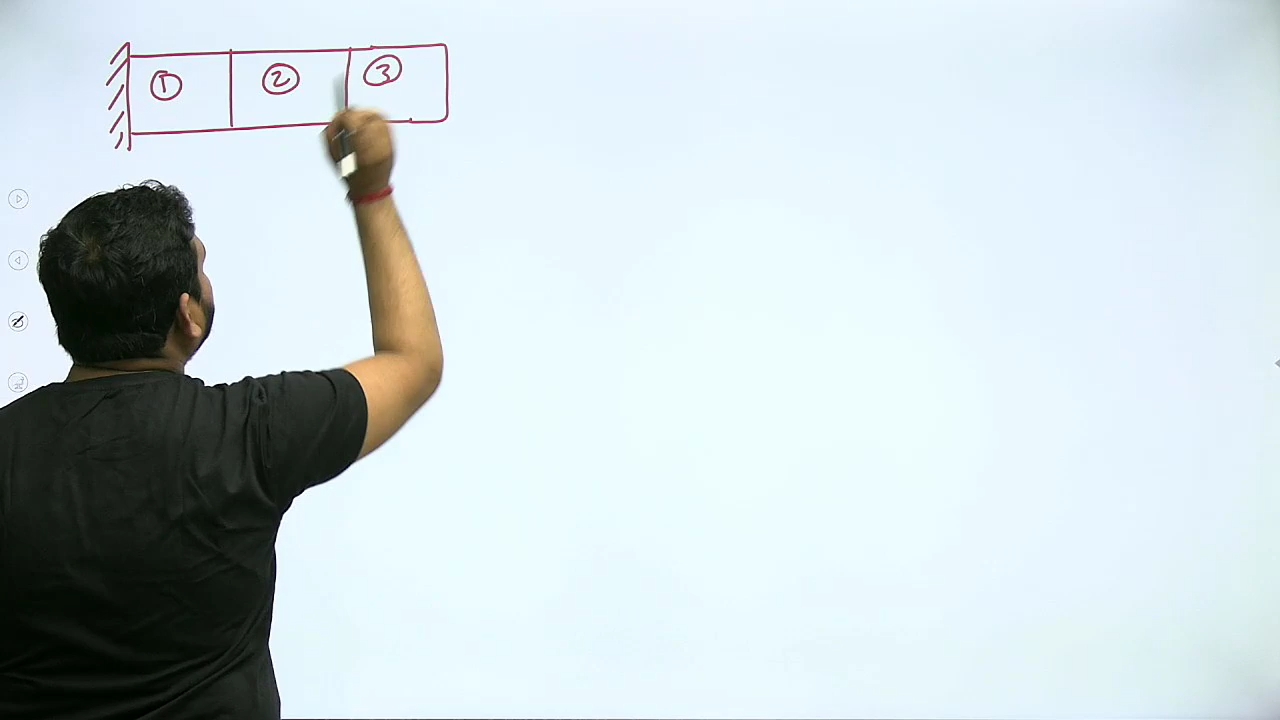 ① ② ③